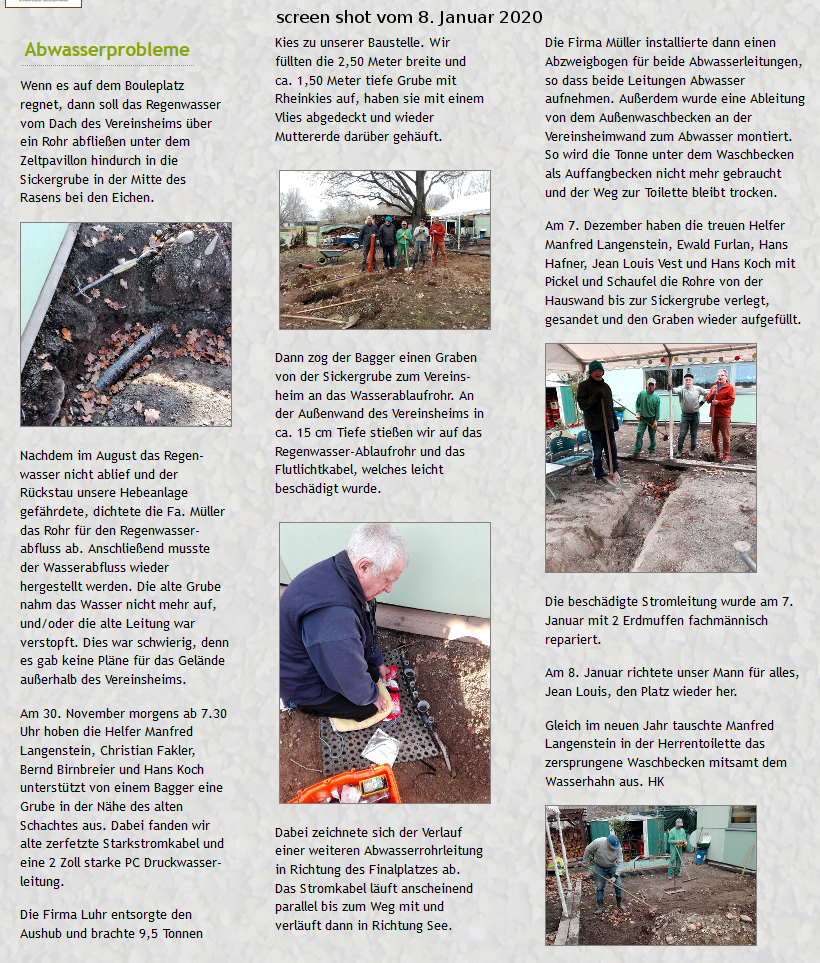 screen shot vom 8. Januar 2020
Abwasserprobleme
Wenn es auf dem Bouleplatz
regnet, dann soll das Regenwasser
vom Dach des Vereinsheims über
ein Rohr abfließen unter dem
Zeltpavillon hindurch in die
Sickergrube in der Mitte des
Rasens bei den Eichen.
Nachdem im August das Regen-
wasser nicht ablief und der
Rückstau unsere Hebeanlage
gefährdete, dichtete die Fa. Müller
das Rohr für den Regenwasser-
abfluss ab. Anschließend musste
der Wasserabfluss wieder
hergestellt werden. Die alte Grube
nahm das Wasser nicht mehr auf,
und/oder die alte Leitung war
verstopft. Dies war schwierig, denn
es gab keine Pläne für das Gelände
außerhalb des Vereinsheims.
Am 30. November morgens ab 7.30
Uhr hoben die Helfer Manfred
Langenstein, Christian Fakler,
Bernd Birnbreier und Hans Koch
unterstützt von einem Bagger eine
Grube in der Nähe des alten
Schachtes aus. Dabei fanden wir
alte zerfetzte Starkstromkabel und
eine 2 Zoll starke PC Druckwasser-
leitung.
Die Firma Luhr entsorgte den
Aushub und brachte 9,5 Tonnen
Kies zu unserer Baustelle. Wir
füllten die 2,50 Meter breite und
ca. 1,50 Meter tiefe Grube mit
Rheinkies auf, haben sie mit einem
Vlies abgedeckt und wieder
Muttererde darüber gehäuft.
Dann zog der Bagger einen Graben
von der Sickergrube zum Vereins-
heim an das Wasserablaufrohr. An
der Außenwand des Vereinsheims in
ca. 15 cm Tiefe stießen wir auf das
Regenwasser-Ablaufrohr und das
Flutlichtkabel, welches leicht
beschädigt wurde.
Dabei zeichnete sich der Verlauf
einer weiteren Abwasserrohrleitung
in Richtung des Finalplatzes ab.
Das Stromkabel läuft anscheinend
parallel bis zum Weg mit und
verläuft dann in Richtung See.
Die Firma Müller installierte dann einen
Abzweigbogen für beide Abwasserleitungen,
so dass beide Leitungen Abwasser
aufnehmen. Außerdem wurde eine Ableitung
von dem Außenwaschbecken an der
Vereinsheimwand zum Abwasser montiert.
So wird die Tonne unter dem Waschbecken
als Auffangbecken nicht mehr gebraucht
und der Weg zur Toilette bleibt trocken.
Am 7. Dezember haben die treuen Helfer
Manfred Langenstein, Ewald Furlan, Hans
Hafner, Jean Louis Vest und Hans Koch mit
Pickel und Schaufel die Rohre von der
Hauswand bis zur Sickergrube verlegt,
gesandet und den Graben wieder aufgefüllt.
Die beschädigte Stromleitung wurde am 7.
Januar mit 2 Erdmuffen fachmännisch
repariert.
Am 8. Januar richtete unser Mann für alles,
Jean Louis, den Platz wieder her.
Gleich im neuen Jahr tauschte Manfred
Langenstein in der Herrentoilette das
zersprungene Waschbecken mitsamt dem
Wasserhahn aus. HK